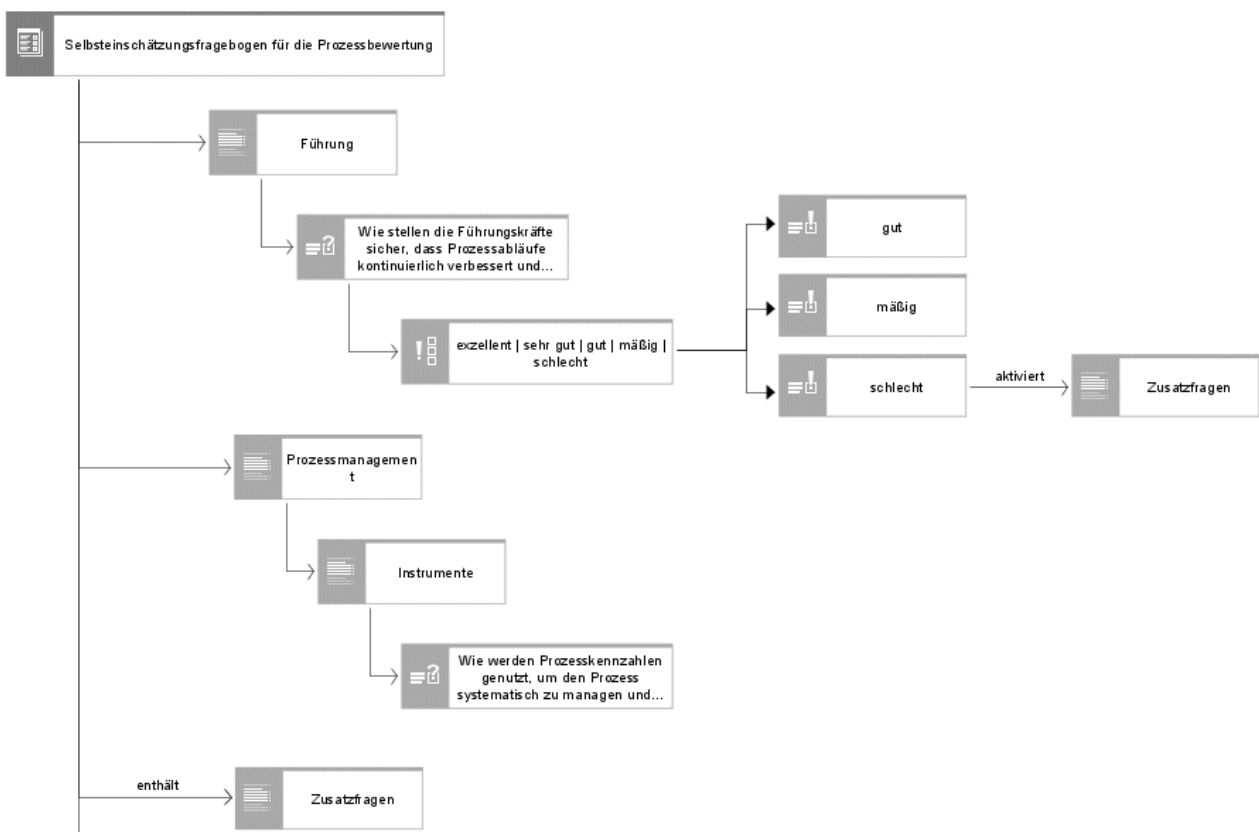 Selbsteinschätzungsfragebogen für die Prozessbewertung
Führung
Wie stellen die Führungskräfte
sicher, dass Prozessabläufe
kontinuierlich verbessert und...
exzellent | sehr gut | gut | mäßig |
schlecht
gut
mäßig
schlecht
aktiviert
Zusatzfragen
Prozessmanagemen
t
Instrumente
Wie werden Prozesskennzahlen
genutzt, um den Prozess
systematisch zu managen und...
enthält
Zusatzfragen